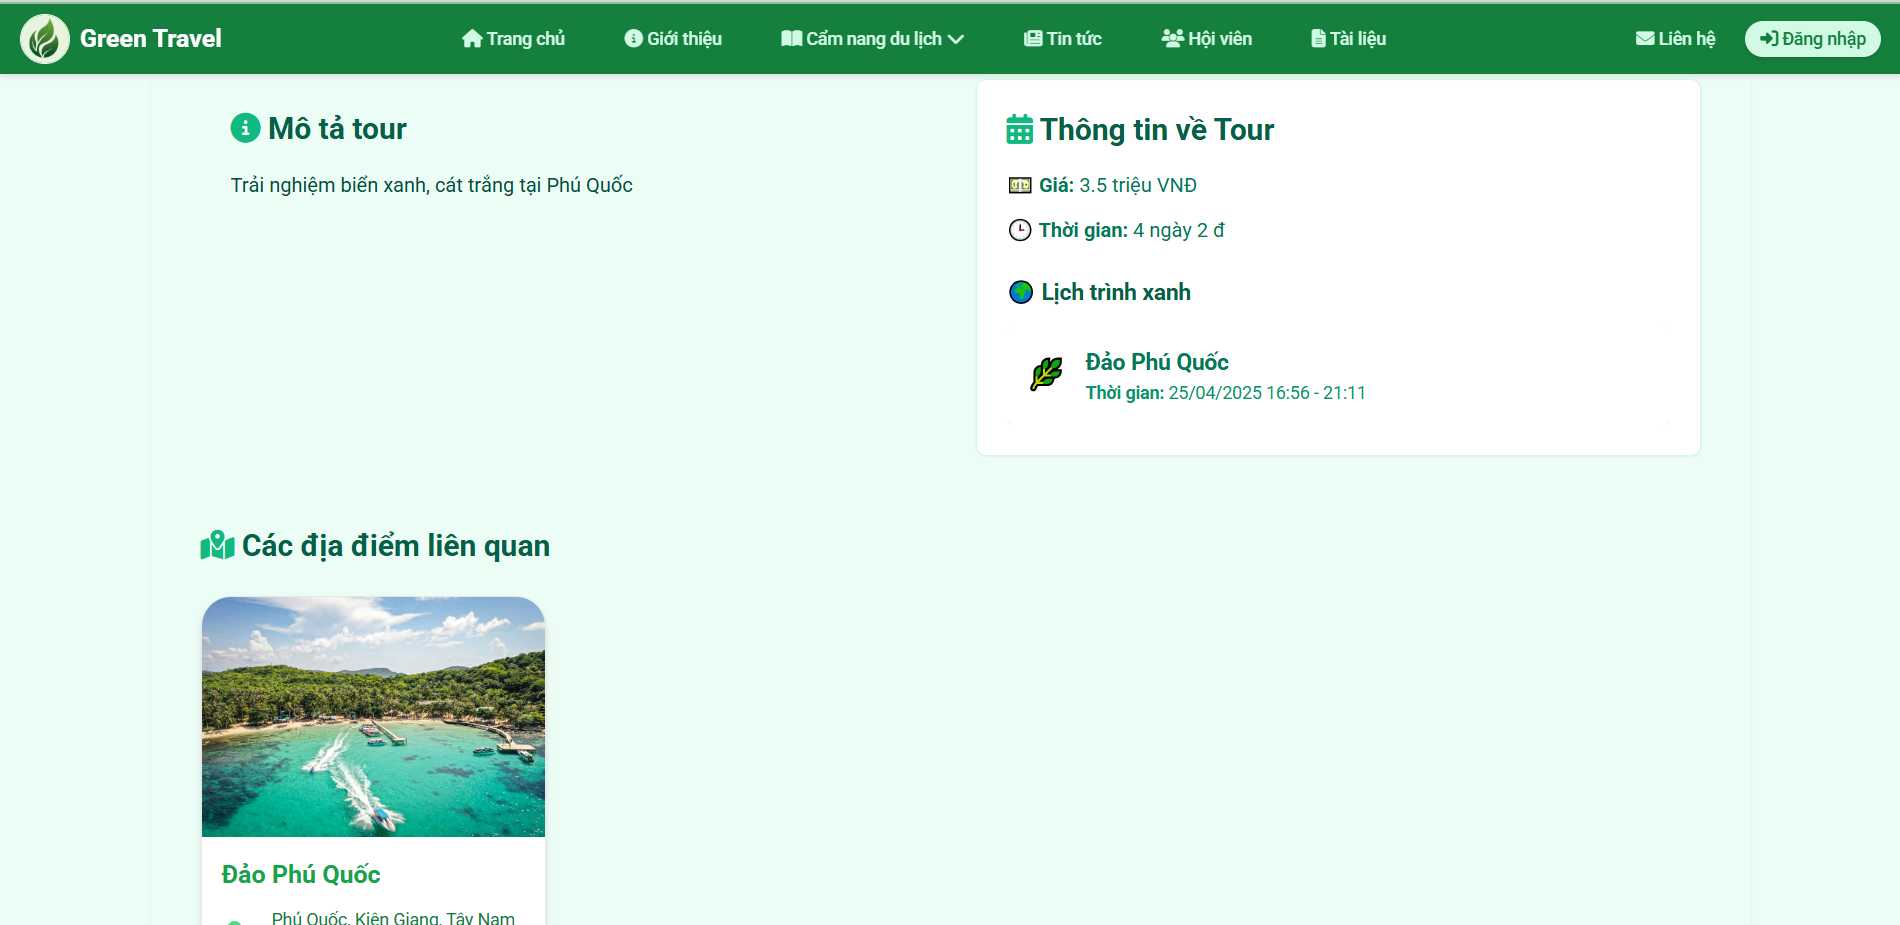 Green Travel
Trang chủ
Giới thiệu
Cẩm nang du lịch
Tin tức
Hội viên
Tài liệu
Liên hệ
Đăng nhập
Mô tả tour
Trải nghiệm biển xanh, cát trắng tại Phú Quốc
Thông tin về Tour
Giá: 3.5 triệu VNĐ
Thời gian: 4 ngày 2 đ
Lịch trình xanh
Đảo Phú Quốc
Thời gian: 25/04/2025 16:56 - 21:11
Các địa điểm liên quan
Đảo Phú Quốc
Phú Quốc, Kiên Giang, Tây Nam